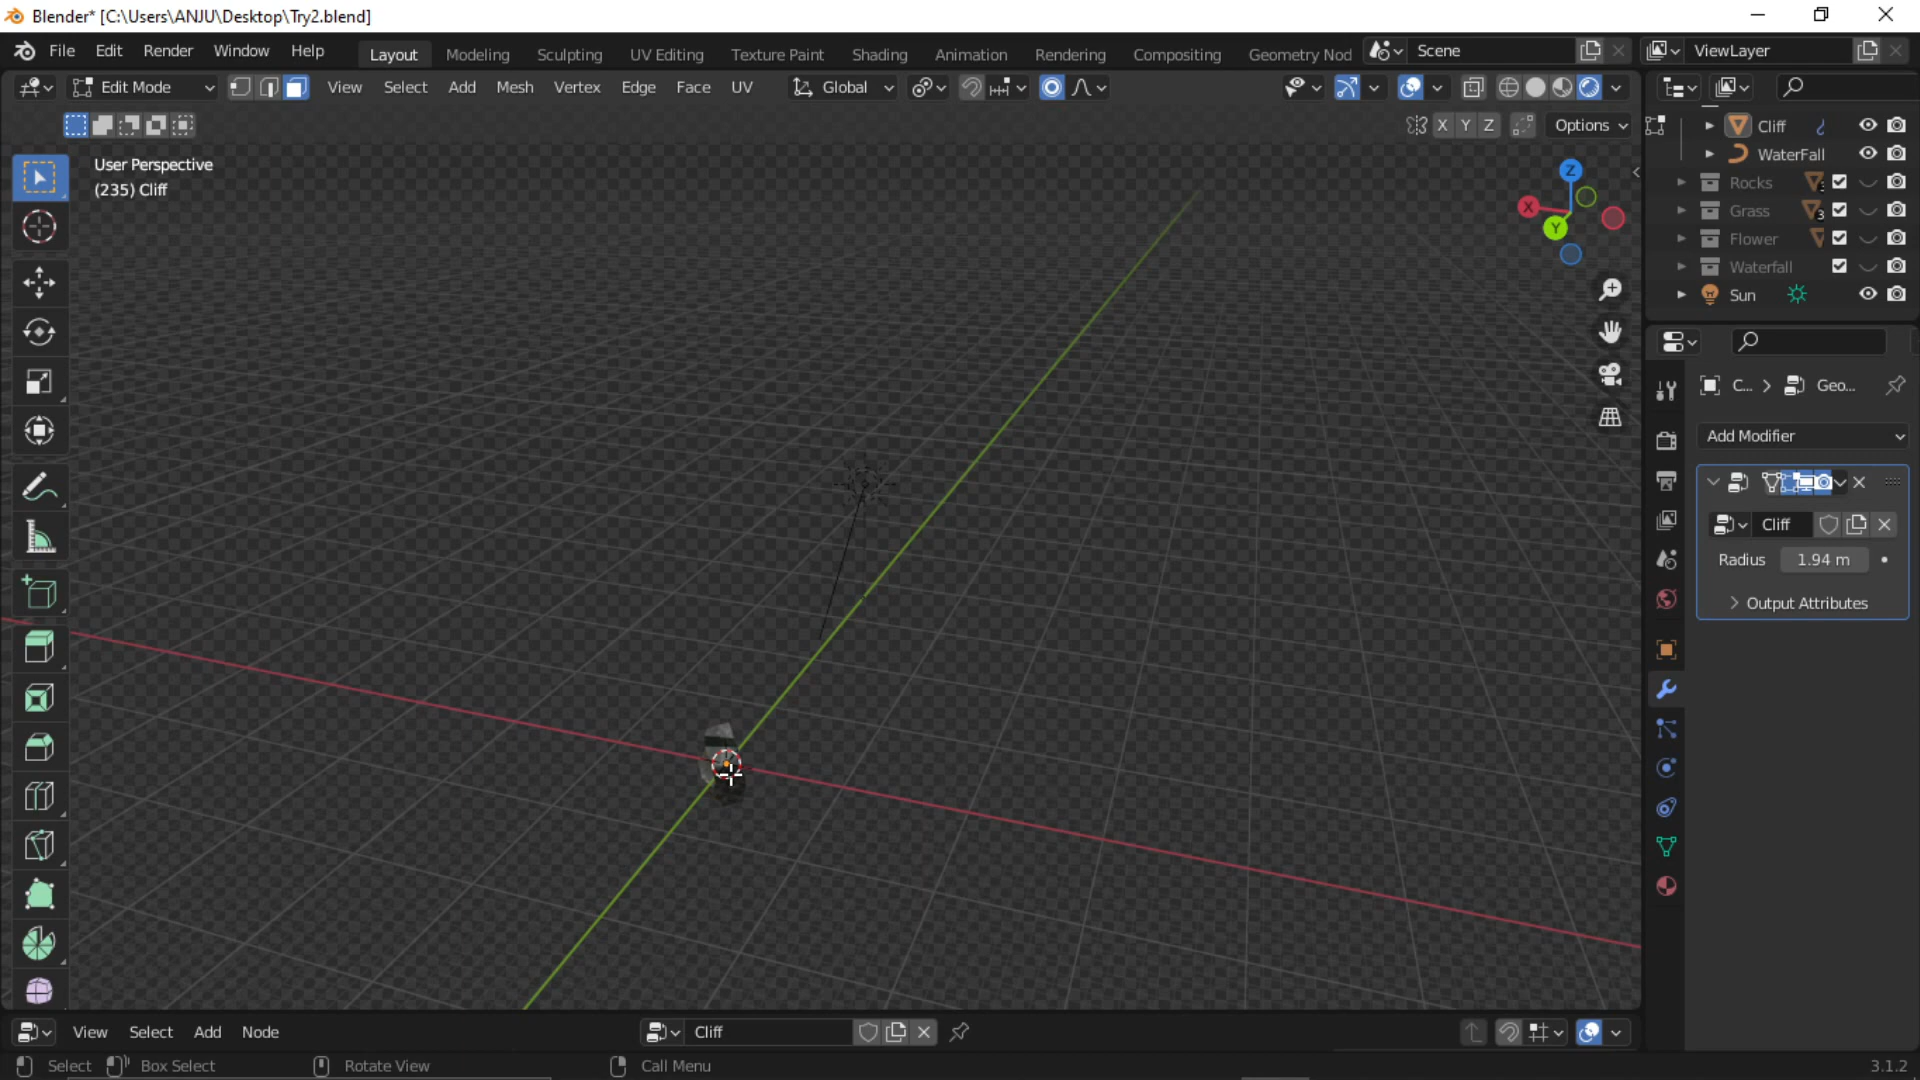 Blender* [C:\Users\ANJU\Desktop\Try2.blend]
File Edit Render Window Help Layout Modeling Sculpting UV Editing Texture Paint Shading Animation Rendering Compositing Geometry Nod Scene ViewLayer
Edit Mode View Select Add Mesh Vertex Edge Face UV Global
X Y Z Options
User Perspective
(235) Cliff
Z
X
Y
Cliff
WaterFall
Rocks
Grass 3
Flower
Waterfall
Sun
C... > Geo...
Add Modifier
Cliff
Radius 1.94 m
Output Attributes
View Select Add Node Cliff
Select Box Select Rotate View Call Menu 3.1.2